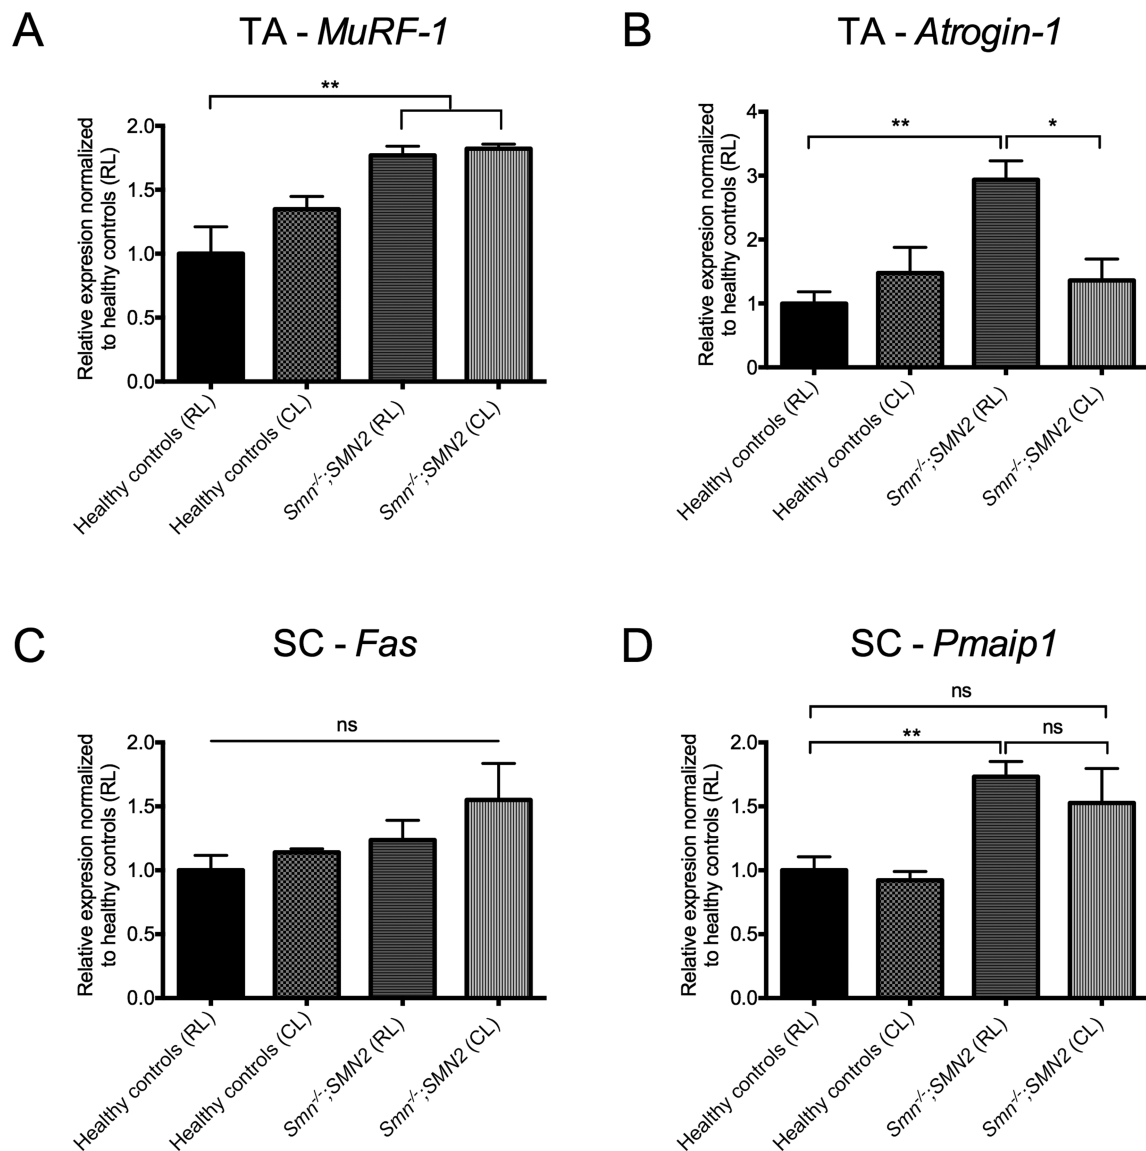 A
TA - MuRF-1
**
Relative expresion normalized
to healthy controls (RL)
2.0
1.5
1.0
0.5
0.0
Healthy controls (RL)
Healthy controls (CL)
Smn-/-;SMN2 (RL)
Smn-/-;SMN2 (CL)
B
TA - Atrogin-1
**
*
Relative expresion normalized
to healthy controls (RL)
4
3
2
1
0
Healthy controls (RL)
Healthy controls (CL)
Smn-/-;SMN2 (RL)
Smn-/-;SMN2 (CL)
C
SC - Fas
ns
Relative expresion normalized
to healthy controls (RL)
2.0
1.5
1.0
0.5
0.0
Healthy controls (RL)
Healthy controls (CL)
Smn-/-;SMN2 (RL)
Smn-/-;SMN2 (CL)
D
SC - Pmaip1
ns
**
ns
Relative expresion normalized
to healthy controls (RL)
2.0
1.5
1.0
0.5
0.0
Healthy controls (RL)
Healthy controls (CL)
Smn-/-;SMN2 (RL)
Smn-/-;SMN2 (CL)